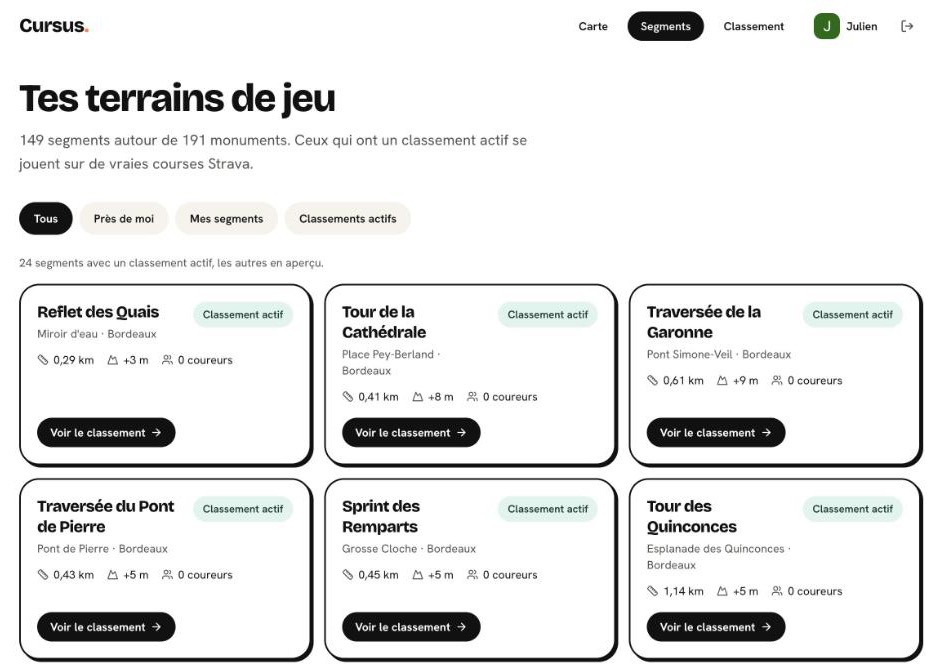 Cursus.
Carte
Segments
Classement
J
Julien
Tes terrains de jeu
149 segments autour de 191 monuments. Ceux qui ont un classement actif se
jouent sur de vraies courses Strava.
Tous
Près de moi
Mes segments
Classements actifs
24 segments avec un classement actif, les autres en aperçu.
Reflet des Quais
Classement actif
Miroir d'eau · Bordeaux
0,29 km
+3 m
0 coureurs
Voir le classement →
Tour de la
Cathédrale
Classement actif
Place Pey-Berland ·
Bordeaux
0,41 km
+8 m
0 coureurs
Voir le classement →
Traversée de la
Garonne
Classement actif
Pont Simone-Veil · Bordeaux
0,61 km
+9 m
0 coureurs
Voir le classement →
Traversée du Pont
de Pierre
Classement actif
Pont de Pierre · Bordeaux
0,43 km
+5 m
0 coureurs
Voir le classement →
Sprint des
Remparts
Classement actif
Grosse Cloche · Bordeaux
0,45 km
+5 m
0 coureurs
Voir le classement →
Tour des
Quinconces
Classement actif
Esplanade des Quinconces ·
Bordeaux
1,14 km
+5 m
0 coureurs
Voir le classement →